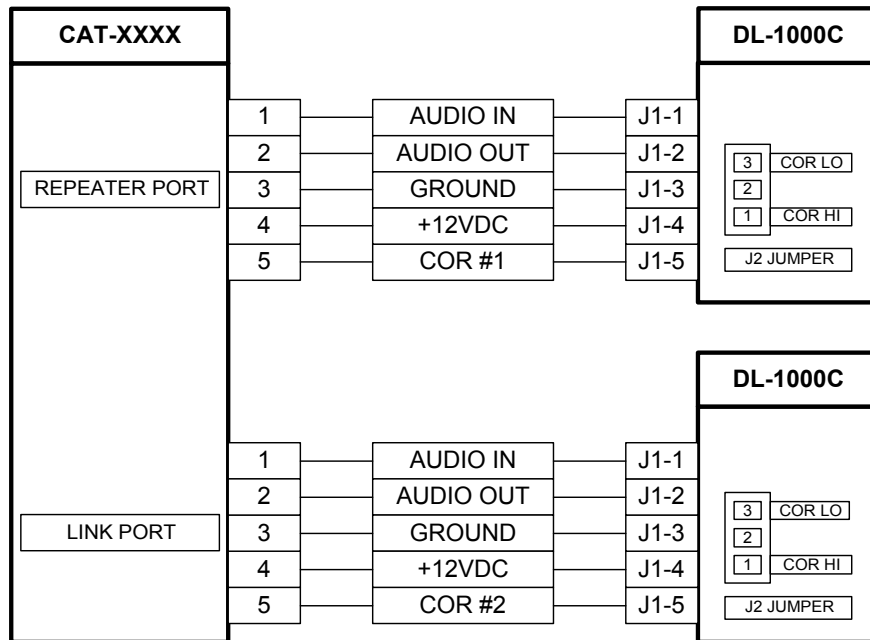 CAT-XXXX
DL-1000C
1 AUDIO IN J1-1
2 AUDIO OUT J1-2
3 COR LO
REPEATER PORT
3 GROUND J1-3
2
4 +12VDC J1-4
1 COR HI
5 COR #1 J1-5
J2 JUMPER
DL-1000C
1 AUDIO IN J1-1
2 AUDIO OUT J1-2
3 COR LO
LINK PORT
3 GROUND J1-3
2
4 +12VDC J1-4
1 COR HI
5 COR #2 J1-5
J2 JUMPER